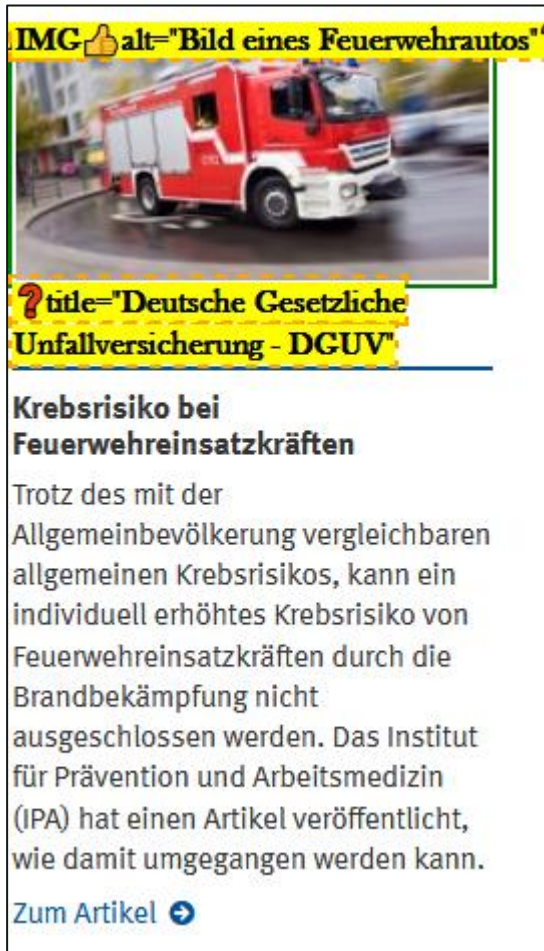 IMG👍alt="Bild eines Feuerwehrautos"
❓title="Deutsche Gesetzliche
Unfallversicherung - DGUV"
Krebsrisiko bei
Feuerwehreinsatzkräften
Trotz des mit der
Allgemeinbevölkerung vergleichbaren
allgemeinen Krebsrisikos, kann ein
individuell erhöhtes Krebsrisiko von
Feuerwehreinsatzkräften durch die
Brandbekämpfung nicht
ausgeschlossen werden. Das Institut
für Prävention und Arbeitsmedizin
(IPA) hat einen Artikel veröffentlicht,
wie damit umgegangen werden kann.
Zum Artikel